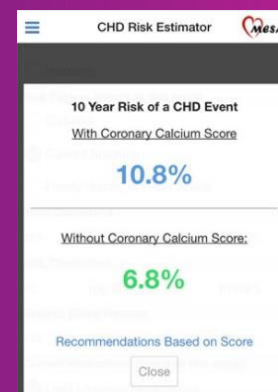 CHD Risk Estimator
MESA
10 Year Risk of a CHD Event
With Coronary Calcium Score
10.8%
Without Coronary Calcium Score:
6.8%
Recommendations Based on Score
Close